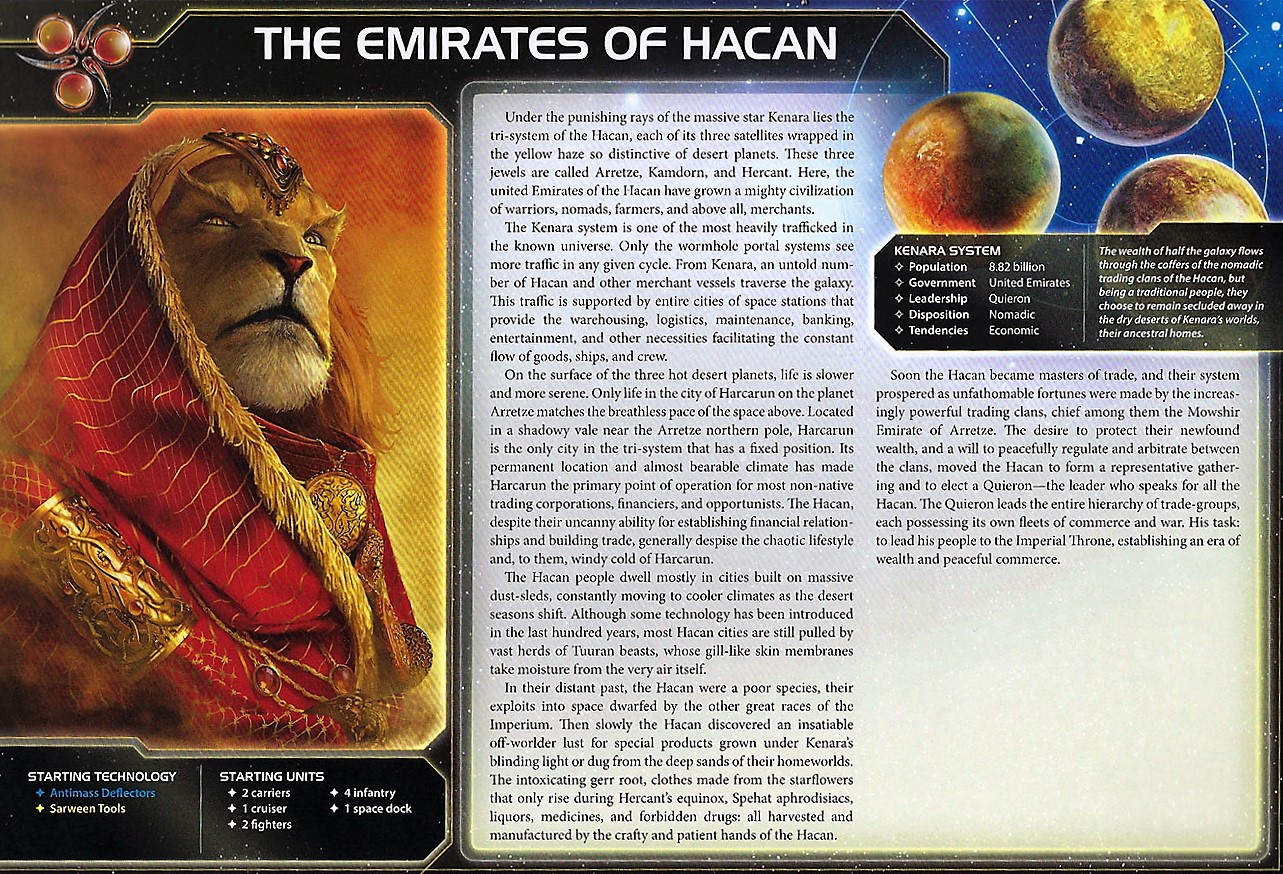 THE EMIRATES OF HACAN
Under the punishing rays of the massive star Kenara lies the
tri-system of the Hacan, each of its three satellites wrapped in
the yellow haze so distinctive of desert planets. These three
jewels are called Arretze, Kamdorn, and Hercant. Here, the
united Emirates of the Hacan have grown a mighty civilization
of warriors, nomads, farmers, and above all, merchants.
The Kenara system is one of the most heavily trafficked in
the known universe. Only the wormhole portal systems see
more traffic in any given cycle. From Kenara, an untold num-
ber of Hacan and other merchant vessels traverse the galaxy.
This traffic is supported by entire cities of space stations that
provide the warehousing, logistics, maintenance, banking,
entertainment, and other necessities facilitating the constant
flow of goods, ships, and crew.
On the surface of the three hot desert planets, life is slower
and more serene. Only life in the city of Harcarun on the planet
Arretze matches the breathless pace of the space above. Located
in a shadowy vale near the Arretze northern pole, Harcarun
is the only city in the tri-system that has a fixed position. Its
permanent location and almost bearable climate has made
Harcarun the primary point of operation for most non-native
trading corporations, financiers, and opportunists. The Hacan,
despite their uncanny ability for establishing financial relation-
ships and building trade, generally despise the chaotic lifestyle
and, to them, windy cold of Harcarun.
The Hacan people dwell mostly in cities built on massive
dust-sleds, constantly moving to cooler climates as the desert
seasons shift. Although some technology has been introduced
in the last hundred years, most Hacan cities are still pulled by
vast herds of Tuuran beasts, whose gill-like skin membranes
take moisture from the very air itself.
In their distant past, the Hacan were a poor species, their
exploits into space dwarfed by the other great races of the
Imperium. Then slowly the Hacan discovered an insatiable
off-worlder lust for special products grown under Kenara's
blinding light or dug from the deep sands of their homeworlds.
The intoxicating gerr root, clothes made from the starflowers
that only rise during Hercant's equinox, Spehat aphrodisiacs,
liquors, medicines, and forbidden drugs: all harvested and
manufactured by the crafty and patient hands of the Hacan.
KENARA SYSTEM
Population 8.82 billion
Government United Emirates
Leadership Quieron
Disposition Nomadic
Tendencies Economic
The wealth of half the galaxy flows
through the coffers of the nomadic
trading clans of the Hacan, but
being a traditional people, they
choose to remain secluded away in
the dry deserts of Kenara's worlds,
their ancestral homes.
Soon the Hacan became masters of trade, and their system
prospered as unfathomable fortunes were made by the increas-
ingly powerful trading clans, chief among them the Mowshir
Emirate of Arretze. The desire to protect their newfound
wealth, and a will to peacefully regulate and arbitrate between
the clans, moved the Hacan to form a representative gather-
ing and to elect a Quieron—the leader who speaks for all the
Hacan. The Quieron leads the entire hierarchy of trade-groups,
each possessing its own fleets of commerce and war. His task:
to lead his people to the Imperial Throne, establishing an era of
wealth and peaceful commerce.
STARTING TECHNOLOGY
Antimass Deflectors
Sarween Tools
STARTING UNITS
2 carriers
1 cruiser
2 fighters
4 infantry
1 space dock